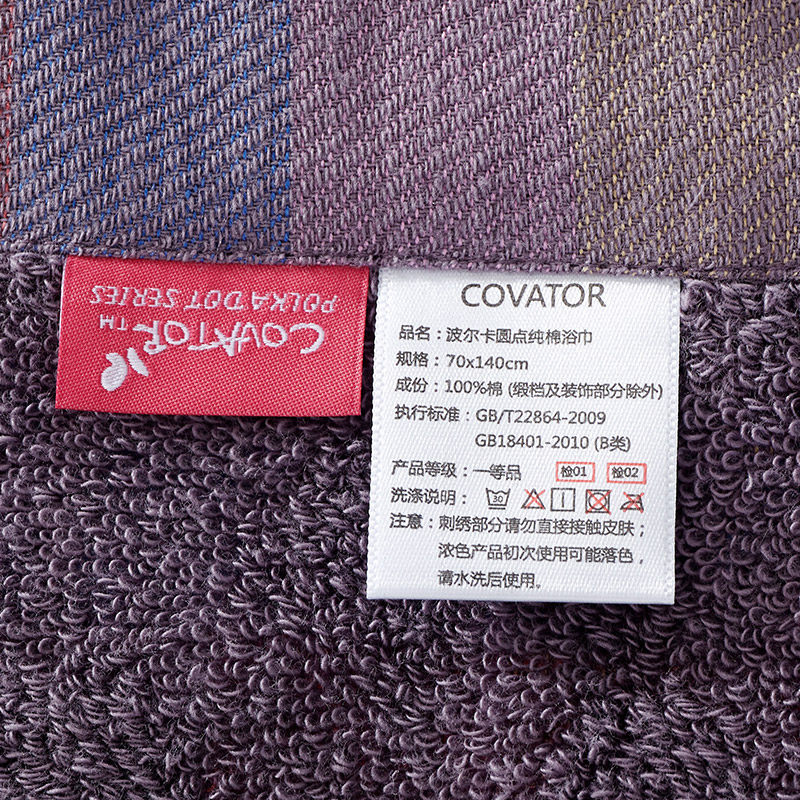 COVATOR™
POLKA DOT SERIES
COVATOR
品名：波尔卡圆点纯棉浴巾
规格：70x140cm
成份：100%棉 (缎档及装饰部分除外)
执行标准：GB/T22864-2009
GB18401-2010 (B类)
产品等级：一等品 检01 检02
洗涤说明： 30
注意：刺绣部分请勿直接接触皮肤；
浓色产品初次使用可能落色，
请水洗后使用。